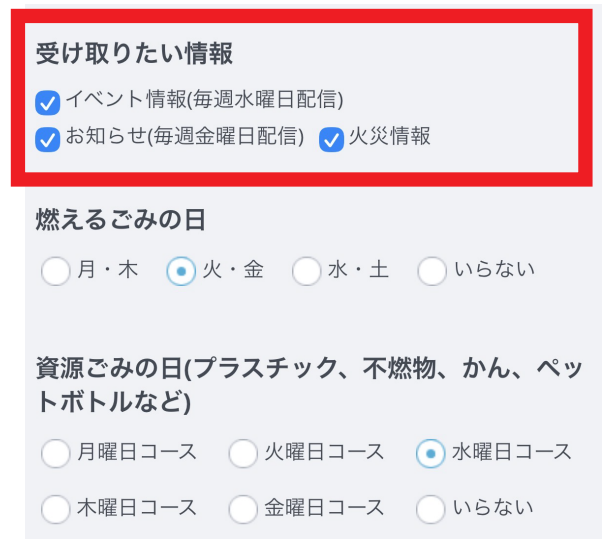 受け取りたい情報
イベント情報(毎週水曜日配信)
お知らせ(毎週金曜日配信) 火災情報
燃えるごみの日
月・木 火・金 水・土 いらない
資源ごみの日(プラスチック、不燃物、かん、ペッ
トボトルなど)
月曜日コース 火曜日コース 水曜日コース
木曜日コース 金曜日コース いらない